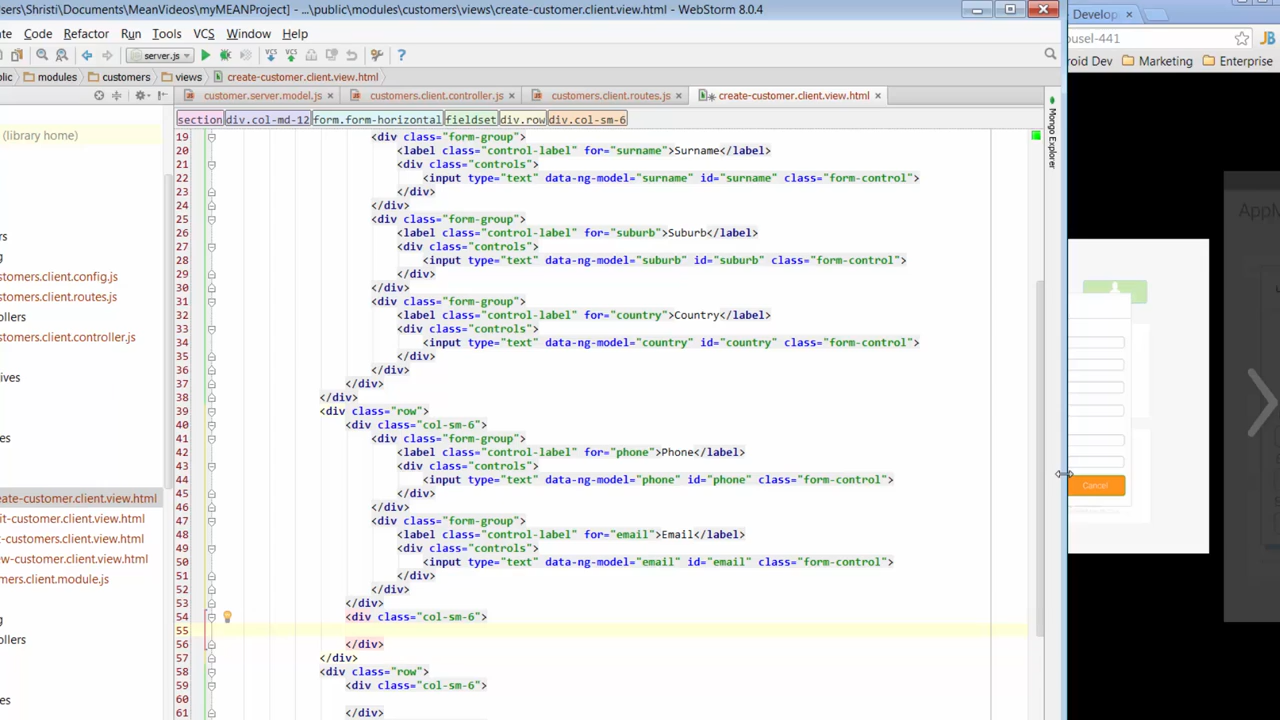 s\Shristi\Documents\MeanVideos\myMEANProject] - ...\public\modules\customers\views\create-customer.client.view.html - WebStorm 8.0.4
Develop
ate Code Refactor Run Tools VCS Window Help
server.js
VCS VCS
ousel-441
blic modules customers views create-customer.client.view.html
roid Dev Marketing Enterprise
customer.server.model.js customers.client.controller.js customers.client.routes.js create-customer.client.view.html
section div.col-md-12 form.form-horizontal fieldset div.row div.col-sm-6
Mongo Explorer
(library home)
rs
g
ustomers.client.config.js
stomers.client.routes.js
ollers
stomers.client.controller.js
ives
es
eate-customer.client.view.html
it-customer.client.view.html
t-customer.client.view.html
ew-customer.client.view.html
mers.client.module.js
s
g
ollers
es
19 <div class="form-group">
20 <label class="control-label" for="surname">Surname</label>
21 <div class="controls">
22 <input type="text" data-ng-model="surname" id="surname" class="form-control">
23 </div>
24 </div>
25 <div class="form-group">
26 <label class="control-label" for="suburb">Suburb</label>
27 <div class="controls">
28 <input type="text" data-ng-model="suburb" id="suburb" class="form-control">
29 </div>
30 </div>
31 <div class="form-group">
32 <label class="control-label" for="country">Country</label>
33 <div class="controls">
34 <input type="text" data-ng-model="country" id="country" class="form-control">
35 </div>
36 </div>
37 </div>
38 </div>
39 <div class="row">
40 <div class="col-sm-6">
41 <div class="form-group">
42 <label class="control-label" for="phone">Phone</label>
43 <div class="controls">
44 <input type="text" data-ng-model="phone" id="phone" class="form-control">
45 </div>
46 </div>
47 <div class="form-group">
48 <label class="control-label" for="email">Email</label>
49 <div class="controls">
50 <input type="text" data-ng-model="email" id="email" class="form-control">
51 </div>
52 </div>
53 </div>
54 <div class="col-sm-6">
55
56 </div>
57 </div>
58 <div class="row">
59 <div class="col-sm-6">
60
61 </div>
AppM
Cancel